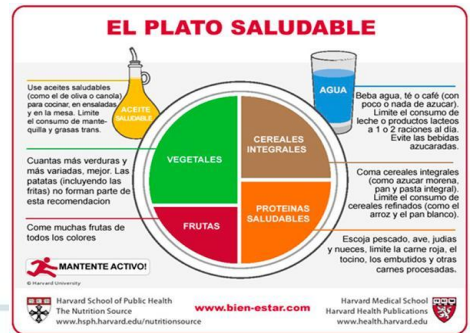 EL PLATO SALUDABLE
Use aceites saludables
(como el de oliva o canola)
para cocinar, en ensaladas
y en la mesa. Limite
el consumo de mante-
quilla y grasas trans.
ACEITE
SALUDABLE
AGUA
Beba agua, té o café (con
poco o nada de azucar).
Limite el consumo de
leche o productos lacteos
a 1 o 2 raciones al día.
Evite las bebidas
azucaradas.
VEGETALES
CEREALES
INTEGRALES
Cuantas más verduras y
más variadas, mejor. Las
patatas (incluyendo las
fritas) no forman parte de
esta recomendacion
Coma cereales integrales
(como azucar morena,
pan y pasta integral).
Limite el consumo de
cereales refinados (como el
arroz y el pan blanco).
FRUTAS
PROTEINAS
SALUDABLES
Come muchas frutas de
todos los colores
Escoja pescado, ave, judias
y nueces, limite la carne roja, el
tocino, los embutidos y otras
carnes procesadas.
MANTENTE ACTIVO!
© Harvard University
Harvard School of Public Health
The Nutrition Source
www.hsph.harvard.edu/nutritionsource
www.bien-estar.com
Harvard Medical School
Harvard Health Publications
www.health.harvard.edu